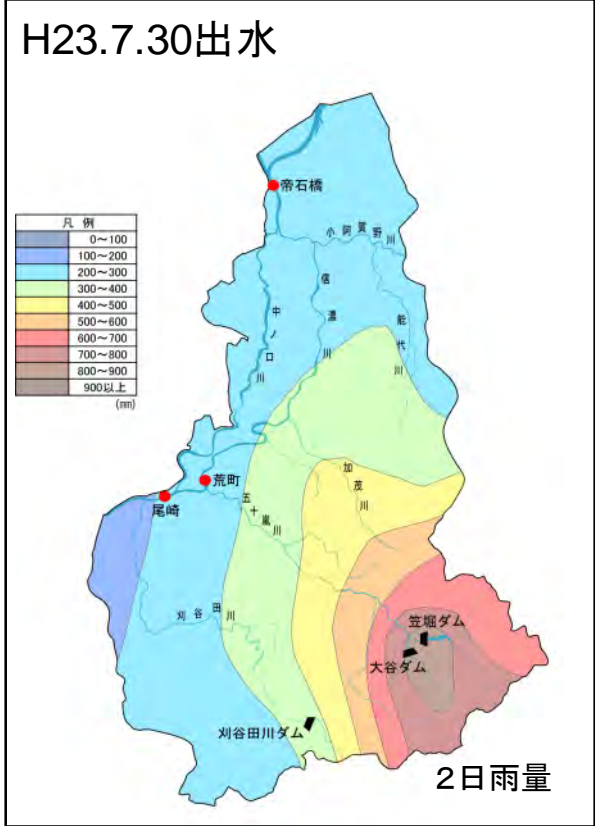 H23.7.30出水
帝石橋
小阿賀野川
凡例
0～100
100～200
200～300
300～400
400～500
500～600
600～700
700～800
800～900
900以上
(mm)
信濃川
中ノ口川
能代川
加茂川
荒町
尾崎
五十嵐川
刈谷田川
笠堀ダム
大谷ダム
刈谷田川ダム
2日雨量